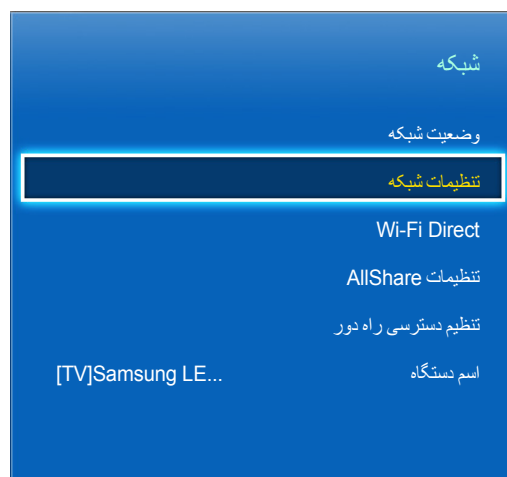 شبکه
وضعیت شبکه
تنظیمات شبکه
Wi-Fi Direct
تنظیمات AllShare
تنظیم دسترسی راه دور
اسم دستگاه [TV]Samsung LE...